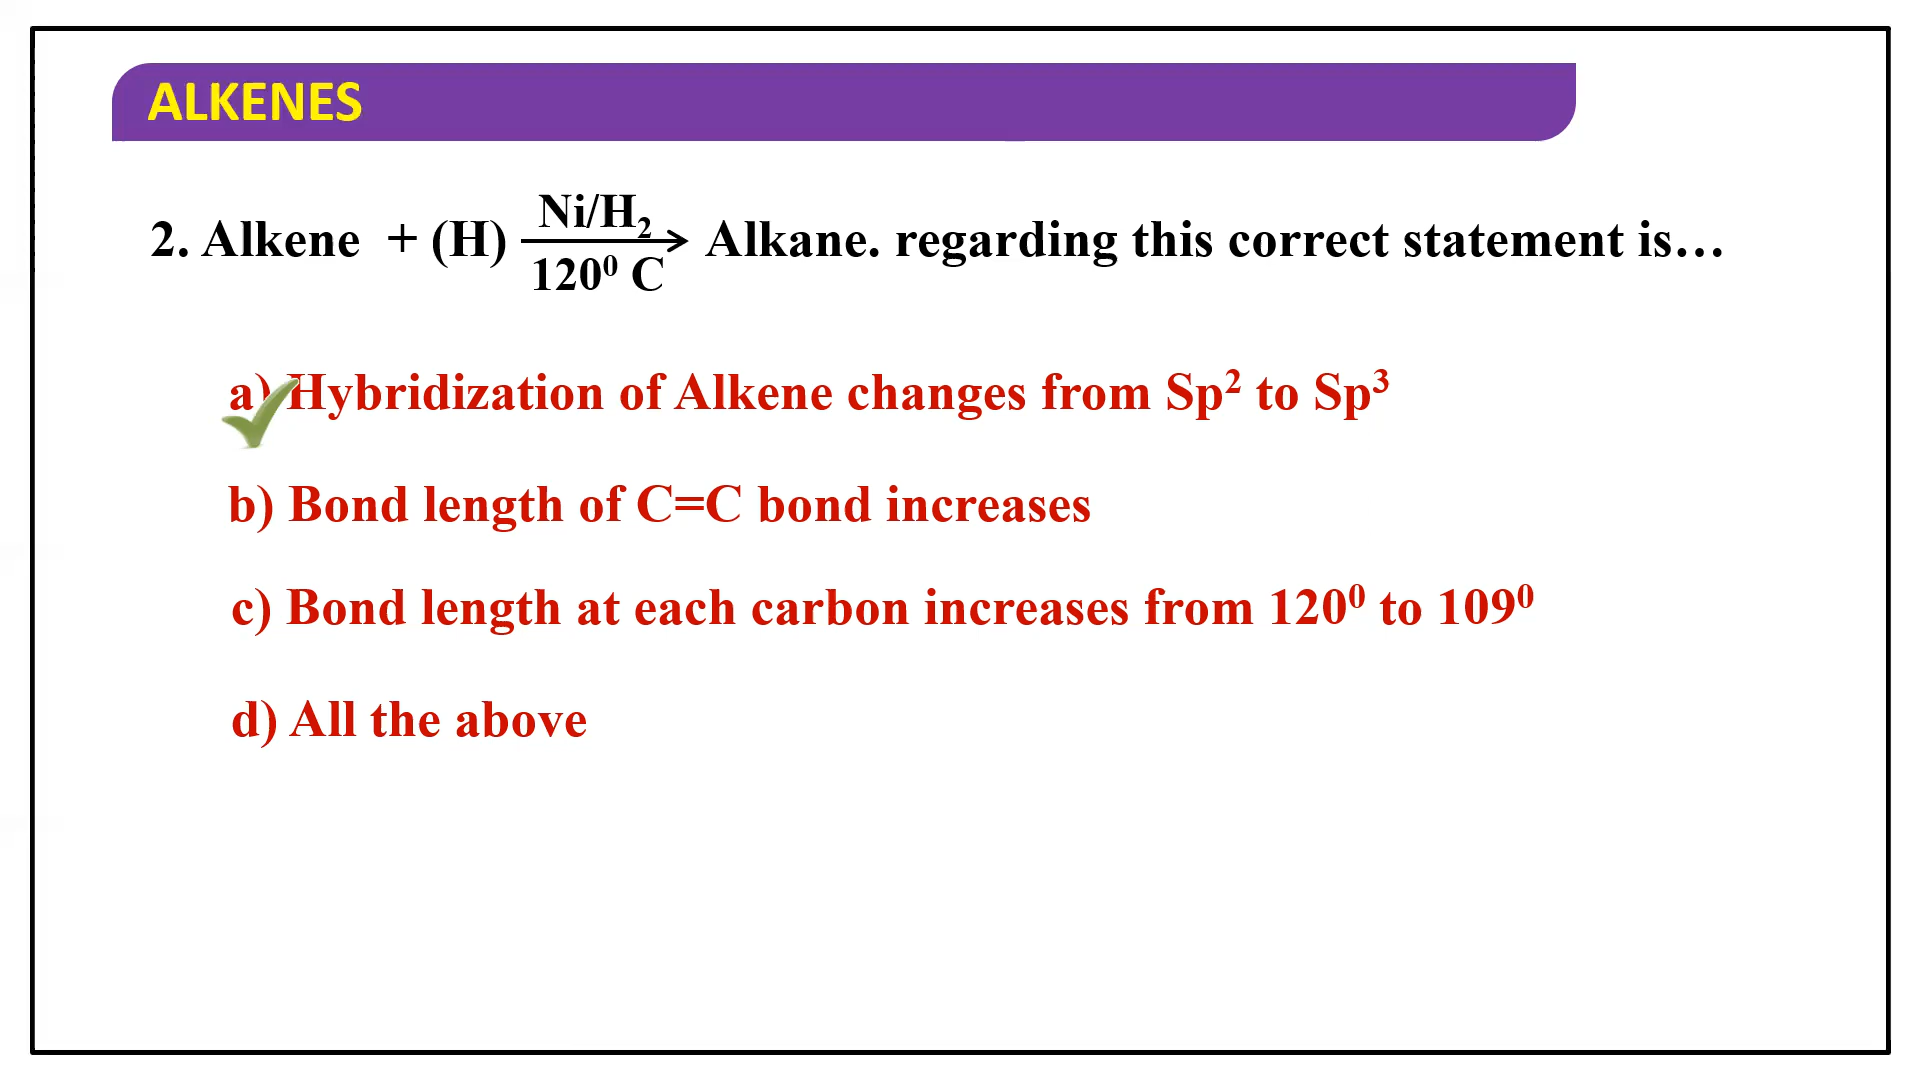 ALKENES
2. Alkene + (H) Ni/H₂ 120⁰ C → Alkane. regarding this correct statement is…
a) Hybridization of Alkene changes from Sp² to Sp³
b) Bond length of C=C bond increases
c) Bond length at each carbon increases from 120⁰ to 109⁰
d) All the above